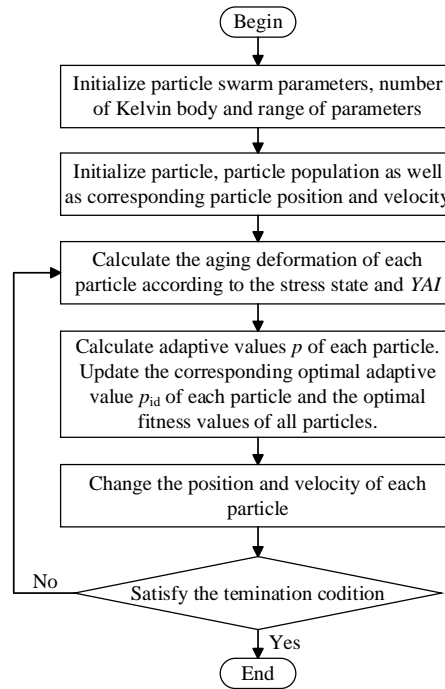 Begin
Initialize particle swarm parameters, number
of Kelvin body and range of parameters
Initialize particle, particle population as well
as corresponding particle position and velocity
Calculate the aging deformation of each
particle according to the stress state and YAI
Calculate adaptive values p of each particle.
Update the corresponding optimal adaptive
value pid of each particle and the optimal
fitness values of all particles.
Change the position and velocity of each
particle
No
Satisfy the temination codition
Yes
End